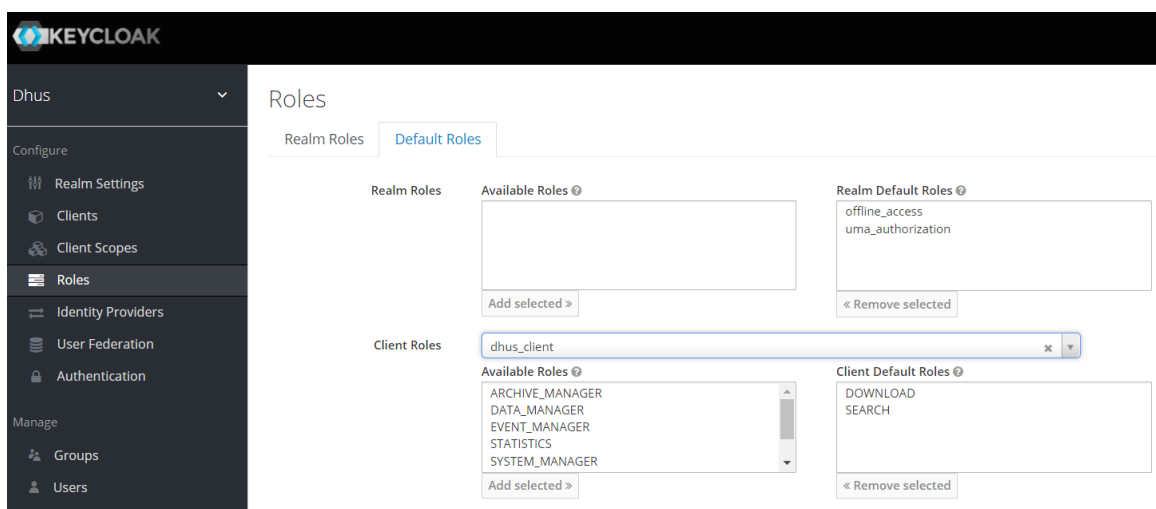 KEYCLOAK
Dhus
Configure
Realm Settings
Clients
Client Scopes
Roles
Identity Providers
User Federation
Authentication
Manage
Groups
Users
Roles
Realm Roles Default Roles
Realm Roles
Available Roles
Add selected »
Realm Default Roles
offline_access
uma_authorization
« Remove selected
Client Roles
dhus_client
Available Roles
ARCHIVE_MANAGER
DATA_MANAGER
EVENT_MANAGER
STATISTICS
SYSTEM_MANAGER
Add selected »
Client Default Roles
DOWNLOAD
SEARCH
« Remove selected